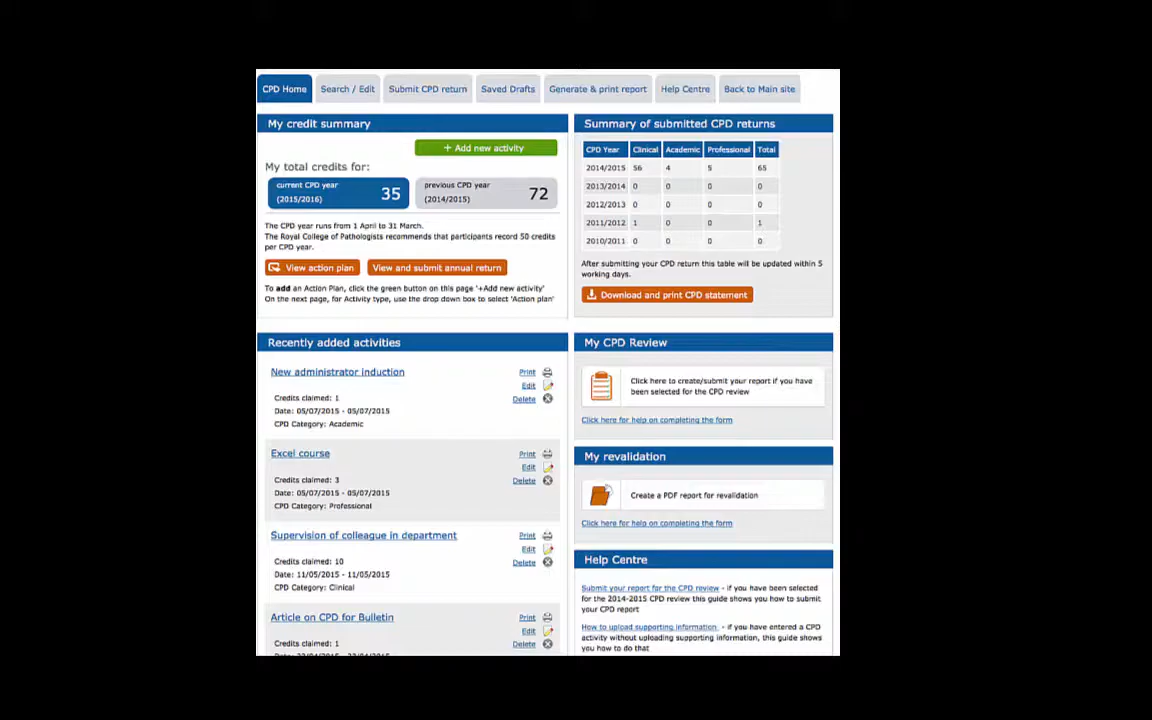 CPD Home Search / Edit Submit CPD return Saved Drafts Generate & print report Help Centre Back to Main site
My credit summary
+ Add new activity
My total credits for:
current CPD year
(2015/2016)
35
previous CPD year
(2014/2015)
72
The CPD year runs from 1 April to 31 March.
The Royal College of Pathologists recommends that participants record 50 credits
per CPD year.
View action plan
View and submit annual return
To add an Action Plan, click the green button on this page '+Add new activity'
On the next page, for Activity type, use the drop down box to select 'Action plan'
Summary of submitted CPD returns
CPD Year Clinical Academic Professional Total
2014/2015 56 4 5 65
2013/2014 0 0 0 0
2012/2013 0 0 0 0
2011/2012 1 0 0 1
2010/2011 0 0 0 0
After submitting your CPD return this table will be updated within 5
working days.
Download and print CPD statement
Recently added activities
New administrator induction
Print
Edit
Delete
Credits claimed: 1
Date: 05/07/2015 - 05/07/2015
CPD Category: Academic
Excel course
Print
Edit
Delete
Credits claimed: 3
Date: 05/07/2015 - 05/07/2015
CPD Category: Professional
Supervision of colleague in department
Print
Edit
Delete
Credits claimed: 10
Date: 11/05/2015 - 11/05/2015
CPD Category: Clinical
Article on CPD for Bulletin
Print
Edit
Delete
Credits claimed: 1
My CPD Review
Click here to create/submit your report if you have
been selected for the CPD review
Click here for help on completing the form
My revalidation
Create a PDF report for revalidation
Click here for help on completing the form
Help Centre
Submit your report for the CPD review - if you have been selected
for the 2014-2015 CPD review this guide shows you how to submit
your CPD report
How to upload supporting information - if you have entered a CPD
activity without uploading supporting information, this guide shows
you how to do that